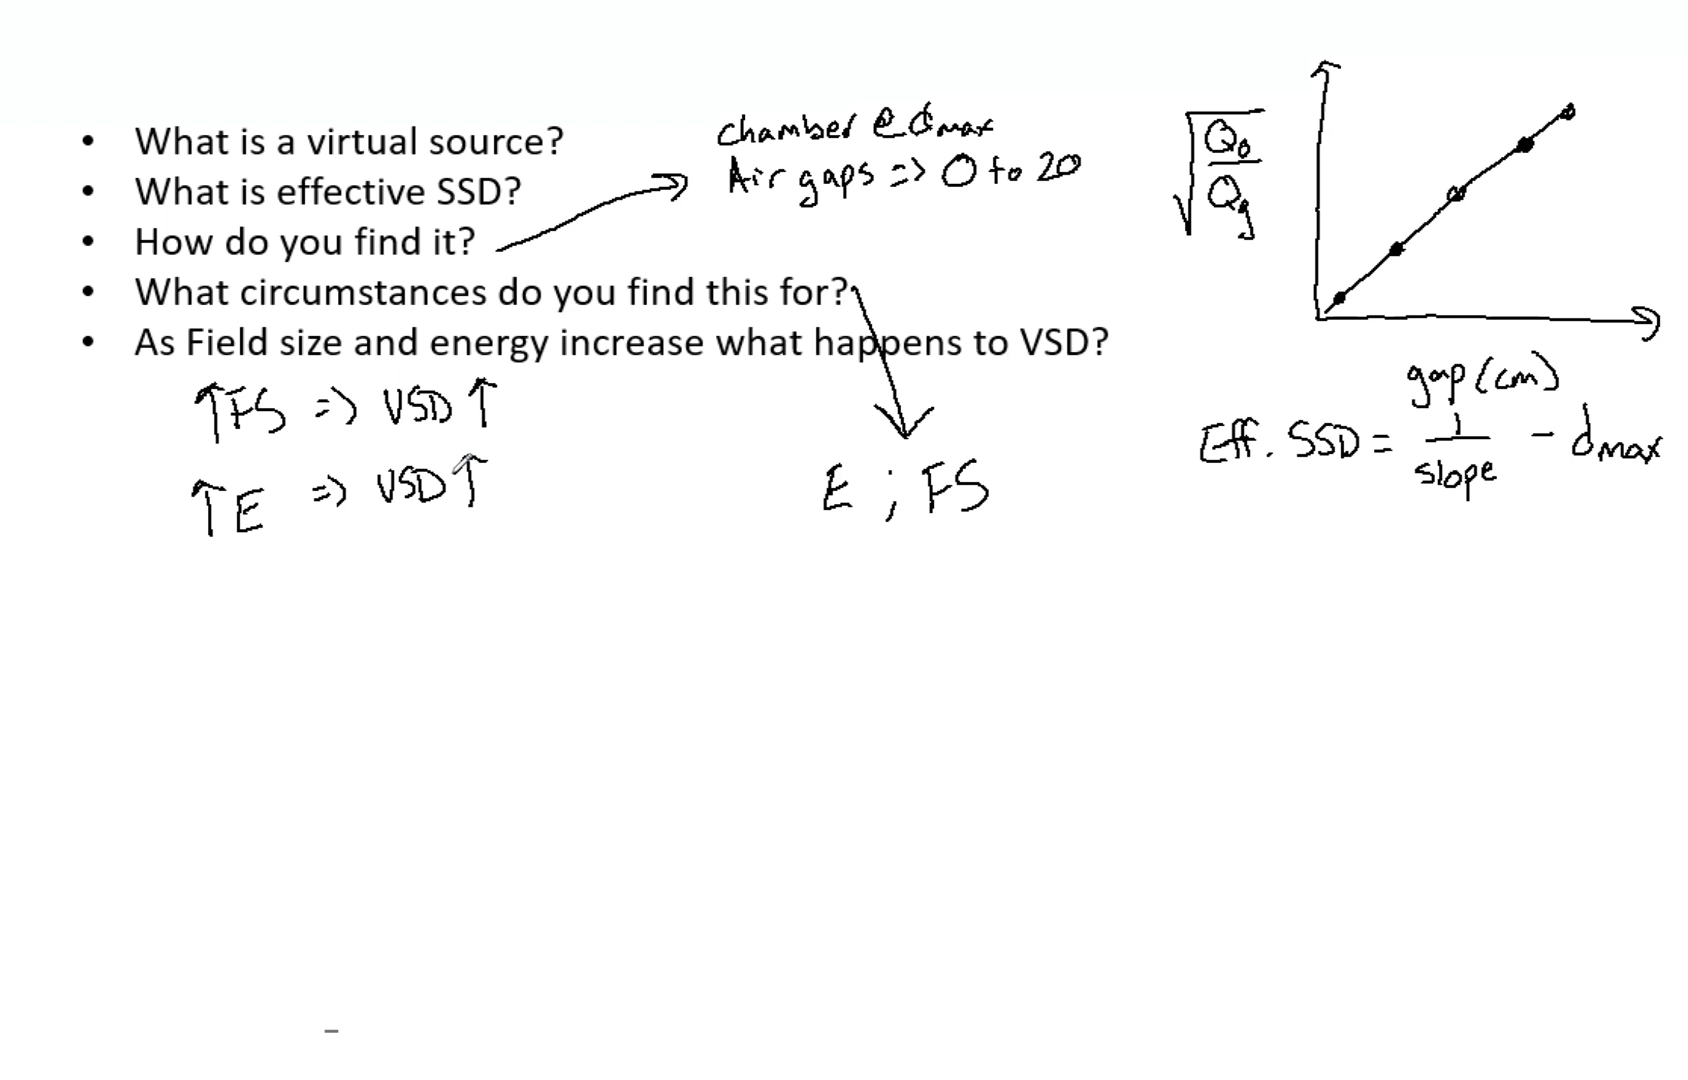 • What is a virtual source?
• What is effective SSD?
• How do you find it?
• What circumstances do you find this for?
• As Field size and energy increase what happens to VSD?
chamber @ dmax
Air gaps => 0 to 20
↑FS => VSD↑
↑E => VSD↑
E ; FS
√(Q0/Qg)
gap (cm)
Eff. SSD = 1/slope - dmax